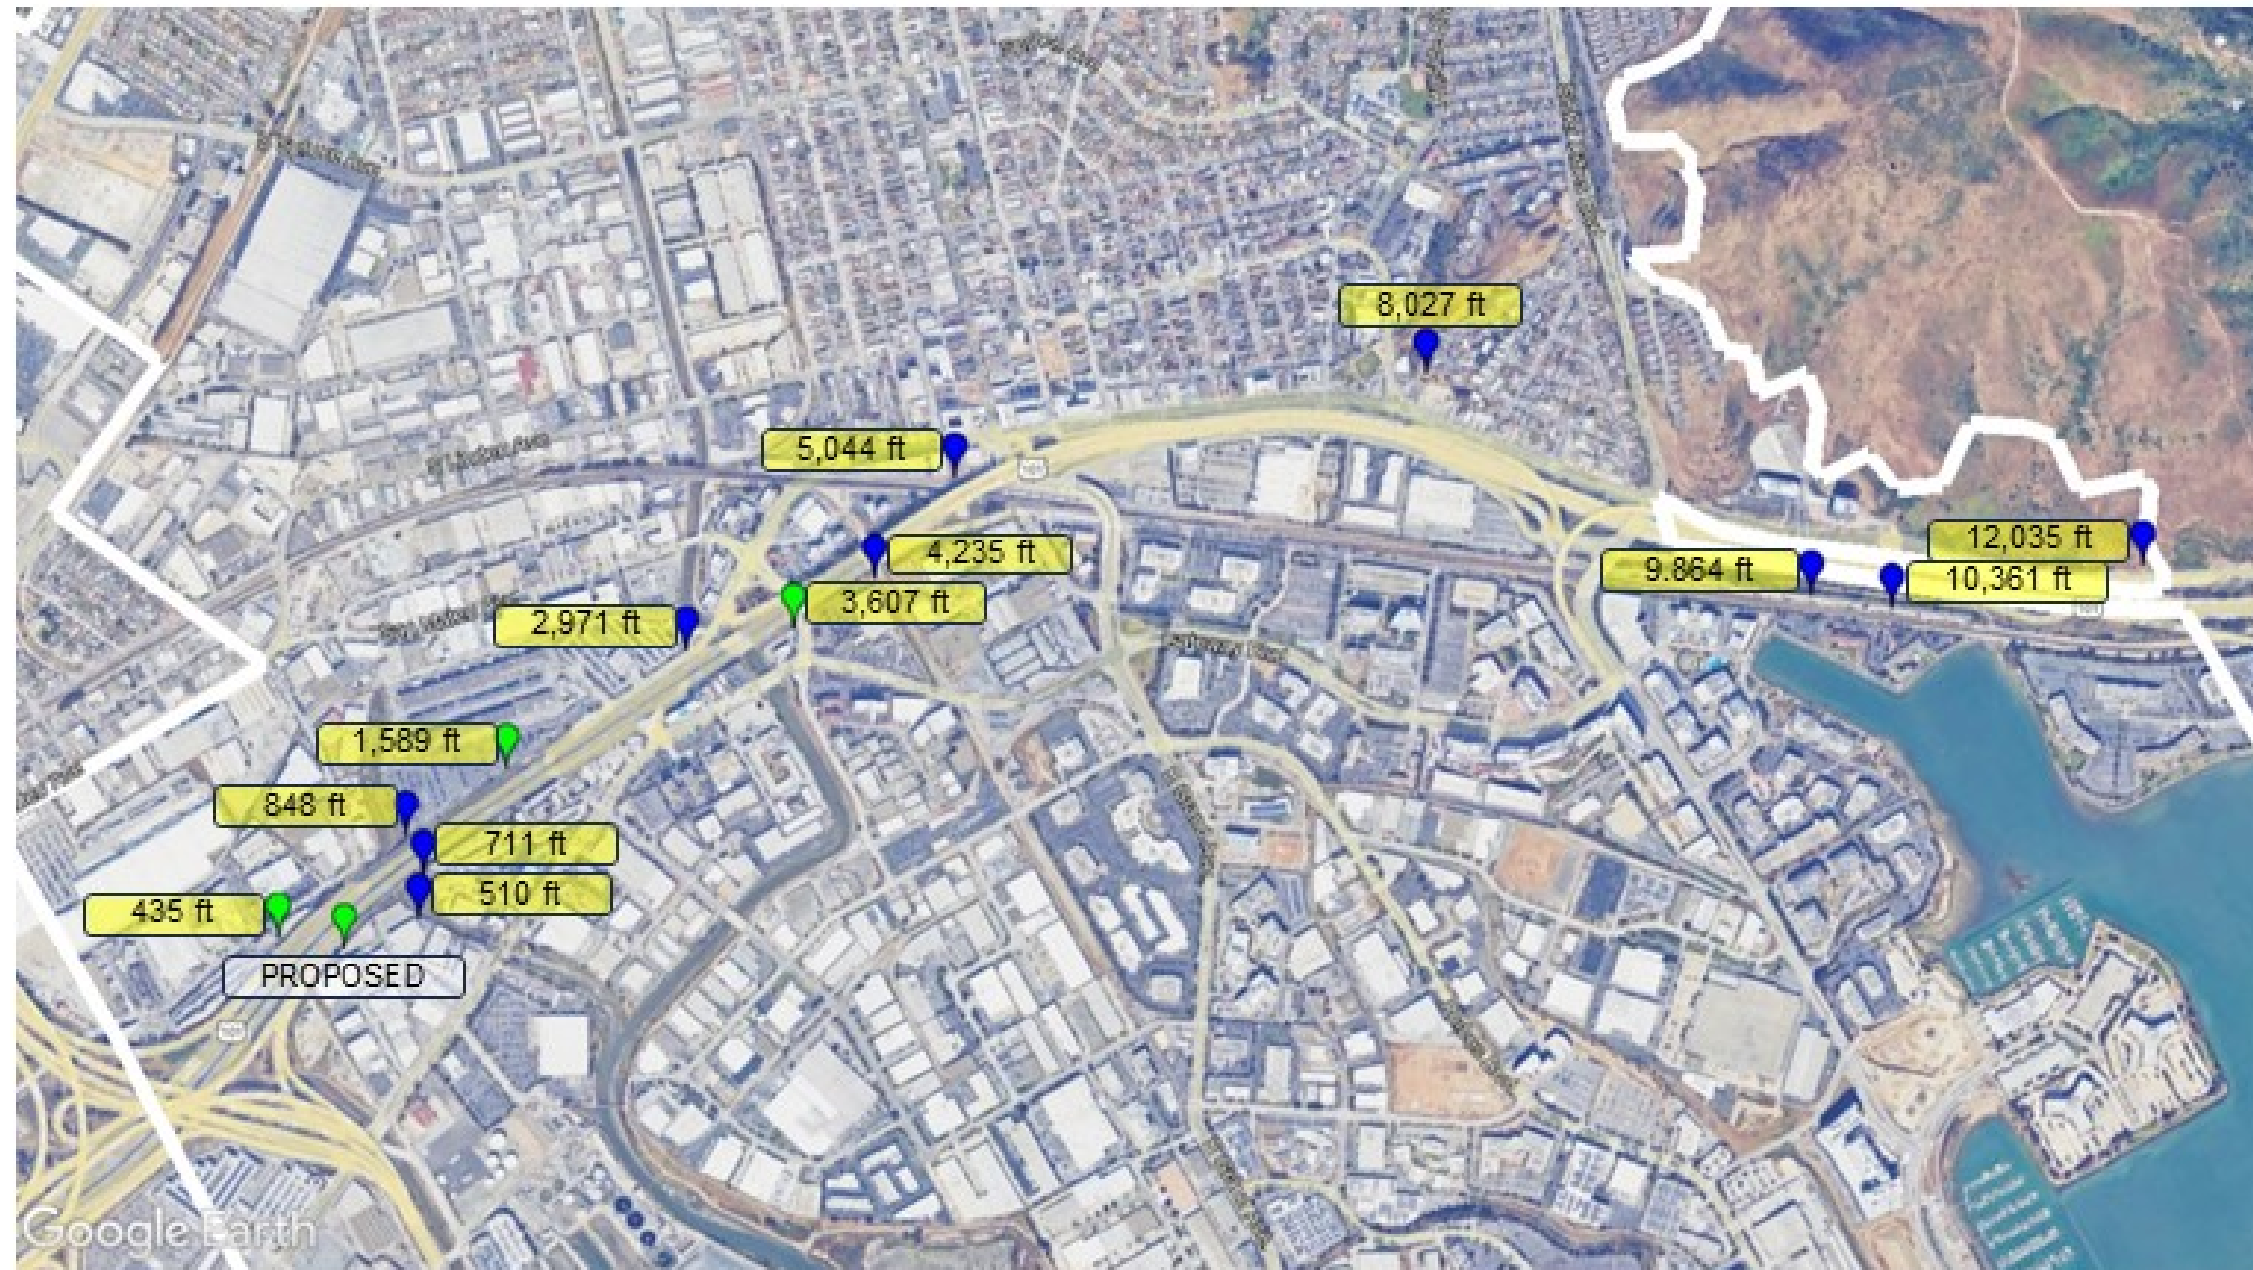 8,027 ft
5,044 ft
4,235 ft
12,035 ft
9.864 ft
10,361 ft
3,607 ft
2,971 ft
1,589 ft
848 ft
711 ft
510 ft
435 ft
PROPOSED
101
Google Earth